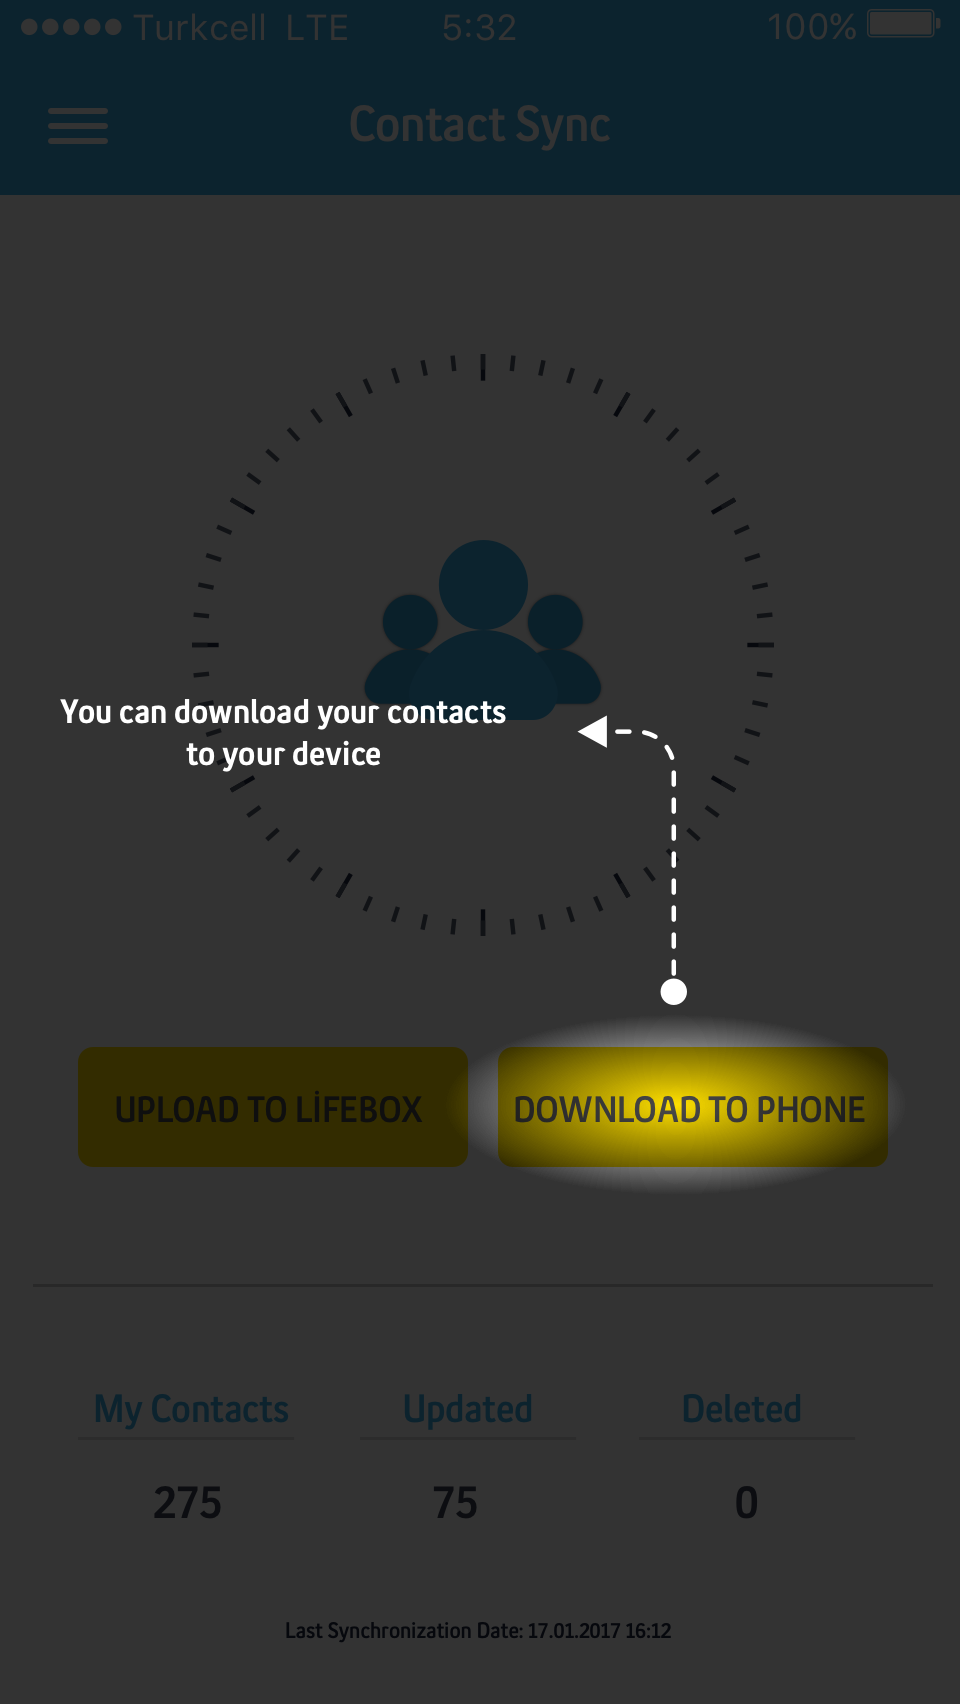 Turkcell LTE 5:32 100%
Contact Sync
You can download your contacts
to your device
UPLOAD TO LİFEBOX DOWNLOAD TO PHONE
My Contacts Updated Deleted
275 75 0
Last Synchronization Date: 17.01.2017 16:12